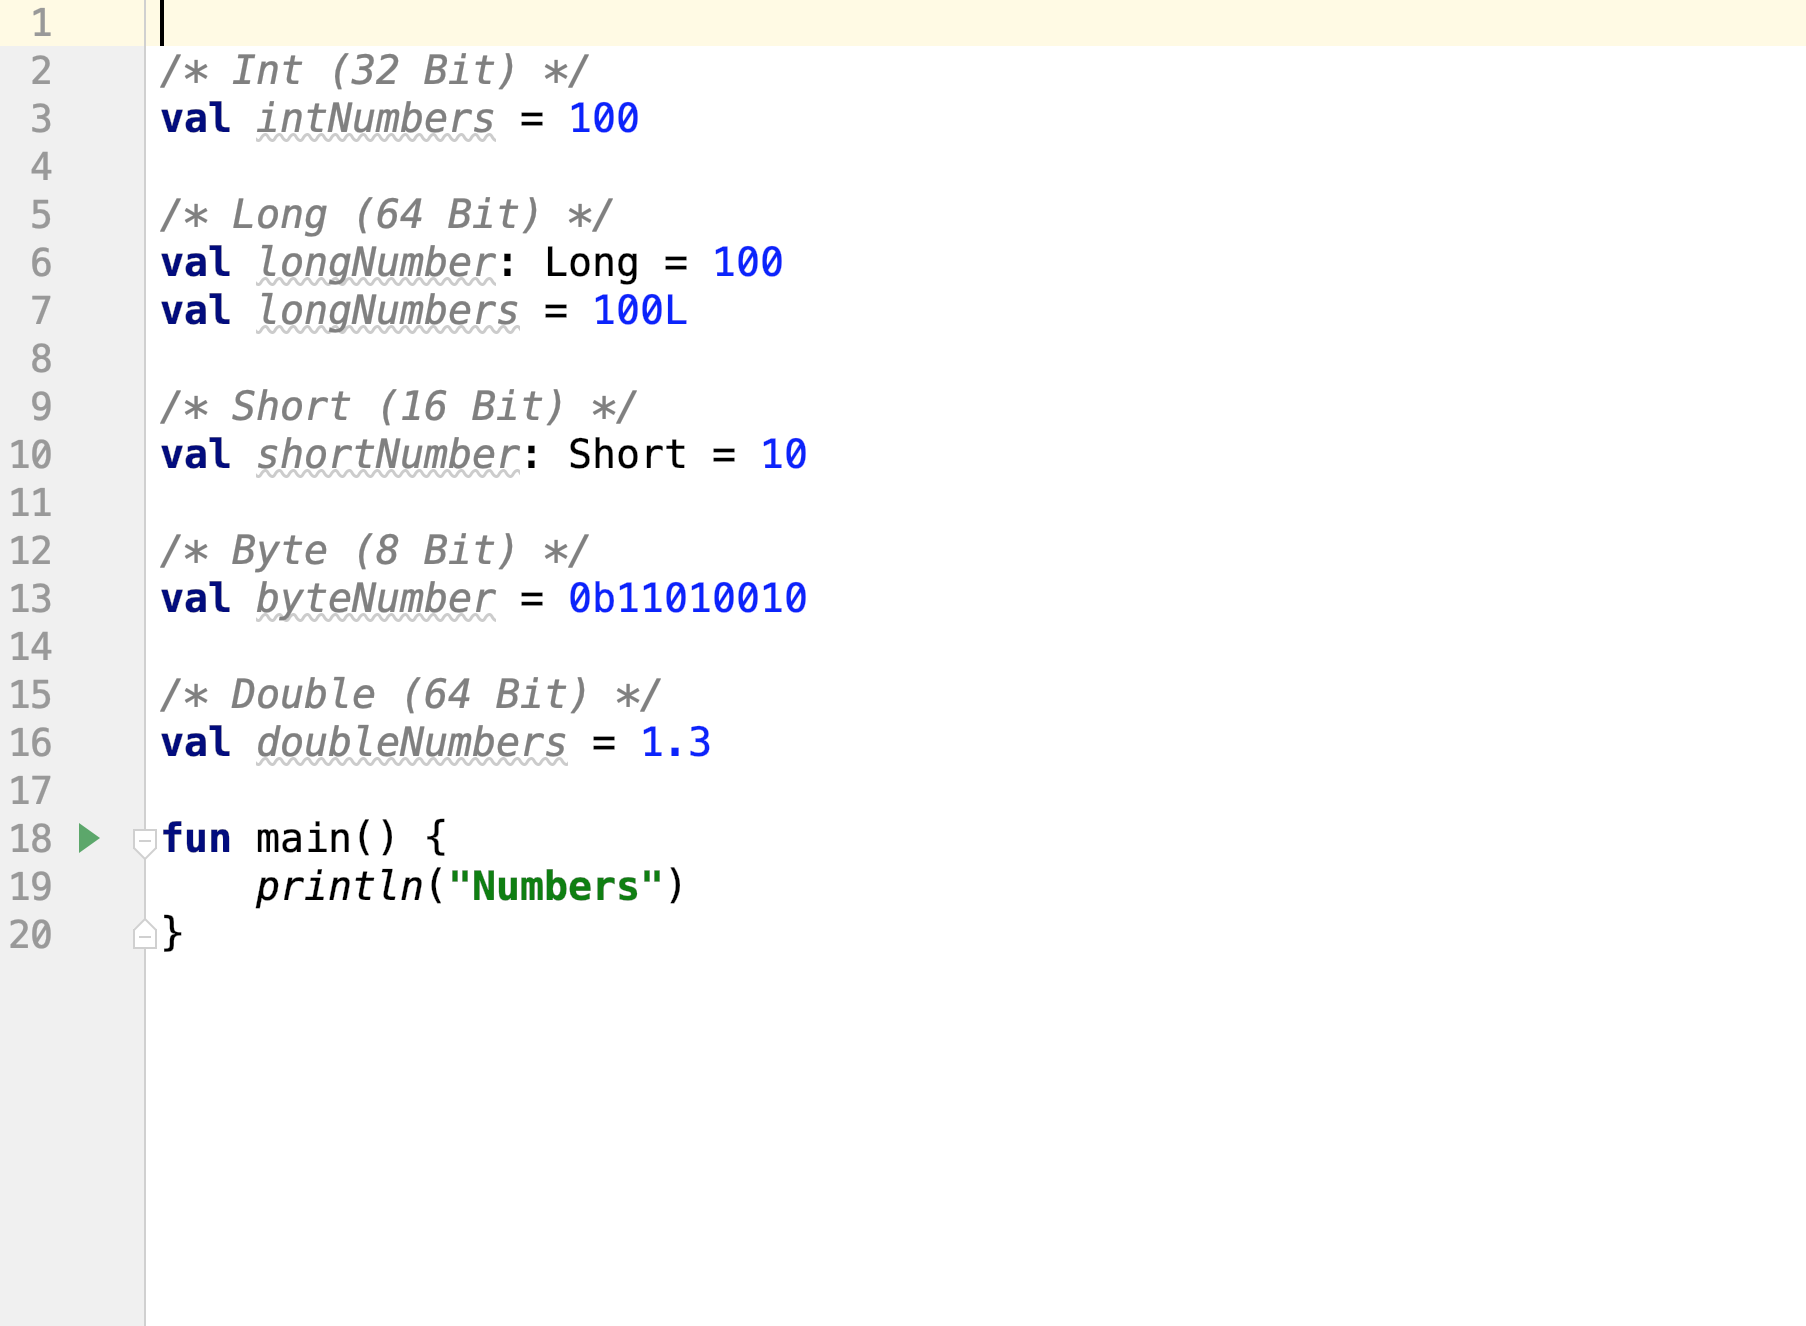 1
2 /* Int (32 Bit) */
3 val intNumbers = 100
4
5 /* Long (64 Bit) */
6 val longNumber: Long = 100
7 val longNumbers = 100L
8
9 /* Short (16 Bit) */
10 val shortNumber: Short = 10
11
12 /* Byte (8 Bit) */
13 val byteNumber = 0b11010010
14
15 /* Double (64 Bit) */
16 val doubleNumbers = 1.3
17
18 fun main() {
19     println("Numbers")
20 }